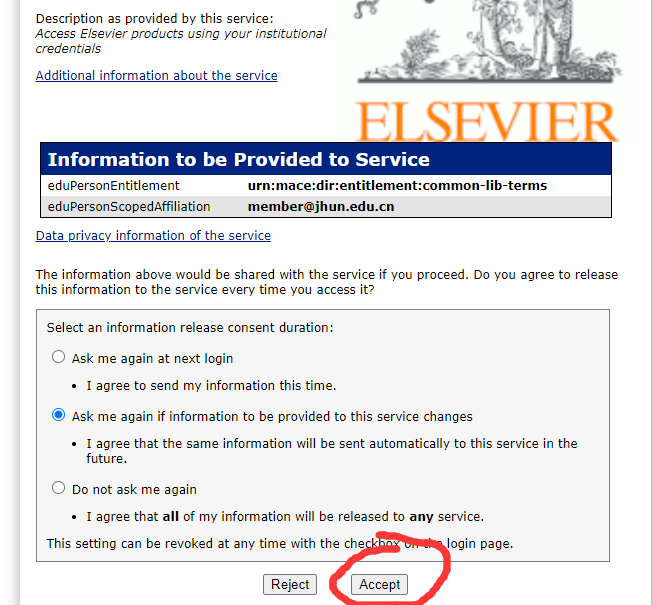 Description as provided by this service:
Access Elsevier products using your institutional
credentials
Additional information about the service
ELSEVIER
Information to be Provided to Service
eduPersonEntitlement urn:mace:dir:entitlement:common-lib-terms
eduPersonScopedAffiliation member@jhun.edu.cn
Data privacy information of the service
The information above would be shared with the service if you proceed. Do you agree to release
this information to the service every time you access it?
Select an information release consent duration:
Ask me again at next login
• I agree to send my information this time.
Ask me again if information to be provided to this service changes
• I agree that the same information will be sent automatically to this service in the
future.
Do not ask me again
• I agree that all of my information will be released to any service.
This setting can be revoked at any time with the checkbox on the login page.
Reject Accept